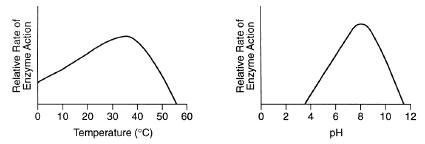 Relative Rate of
Enzyme Action
0 10 20 30 40 50 60
Temperature (°C)
Relative Rate of
Enzyme Action
0 2 4 6 8 10 12
pH